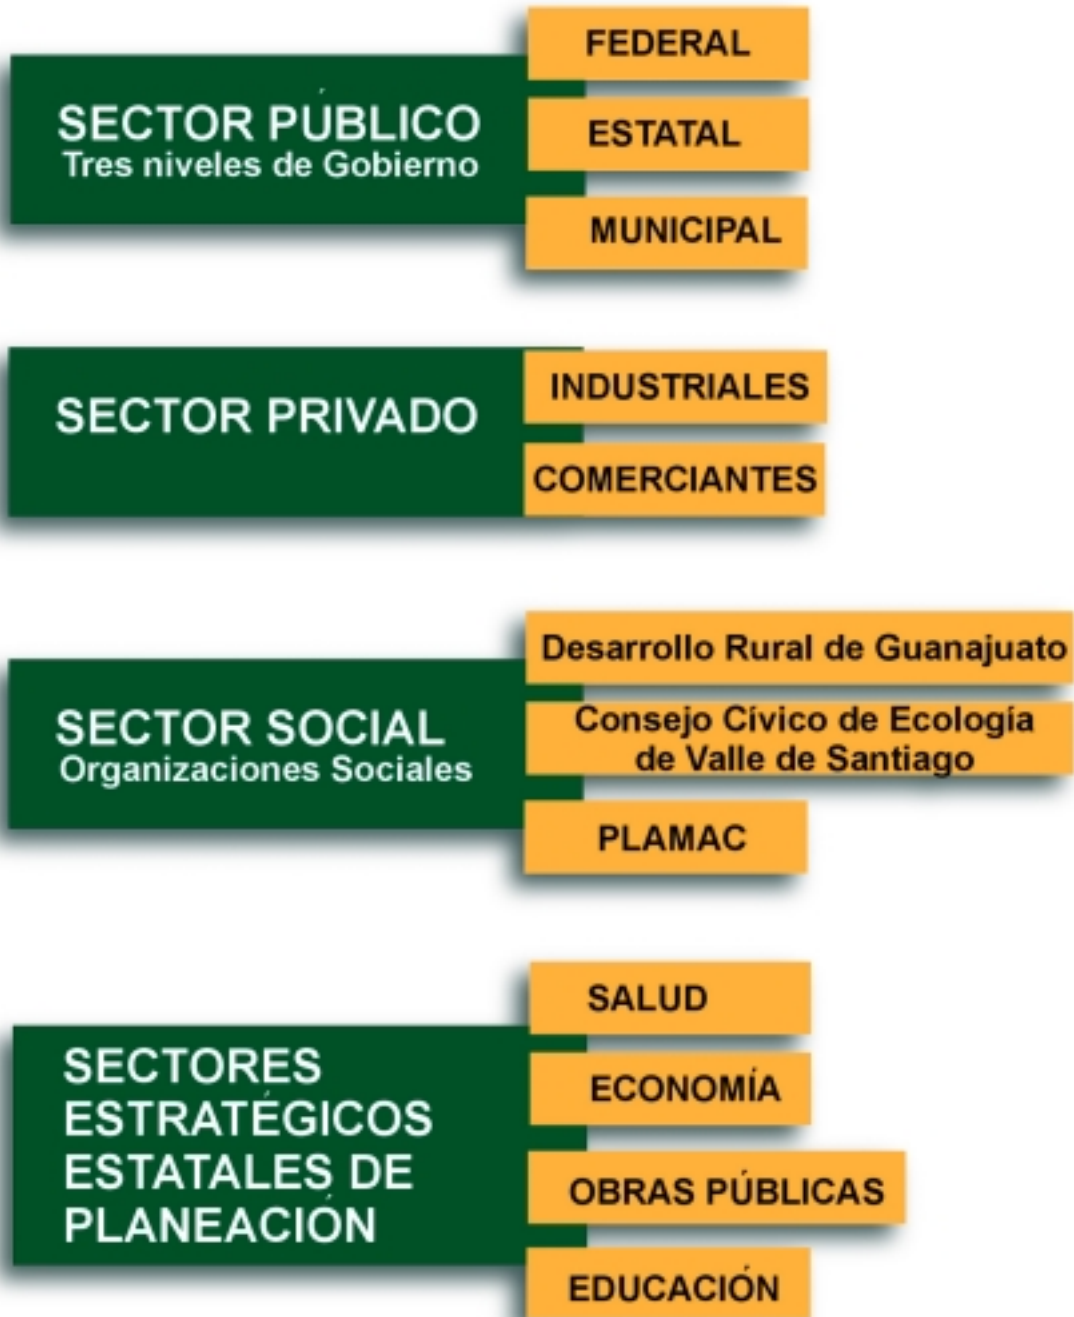 SECTOR PÚBLICO
Tres niveles de Gobierno
FEDERAL
ESTATAL
MUNICIPAL
SECTOR PRIVADO
INDUSTRIALES
COMERCIANTES
SECTOR SOCIAL
Organizaciones Sociales
Desarrollo Rural de Guanajuato
Consejo Cívico de Ecología
de Valle de Santiago
PLAMAC
SECTORES
ESTRATÉGICOS
ESTATALES DE
PLANEACIÓN
SALUD
ECONOMÍA
OBRAS PÚBLICAS
EDUCACIÓN